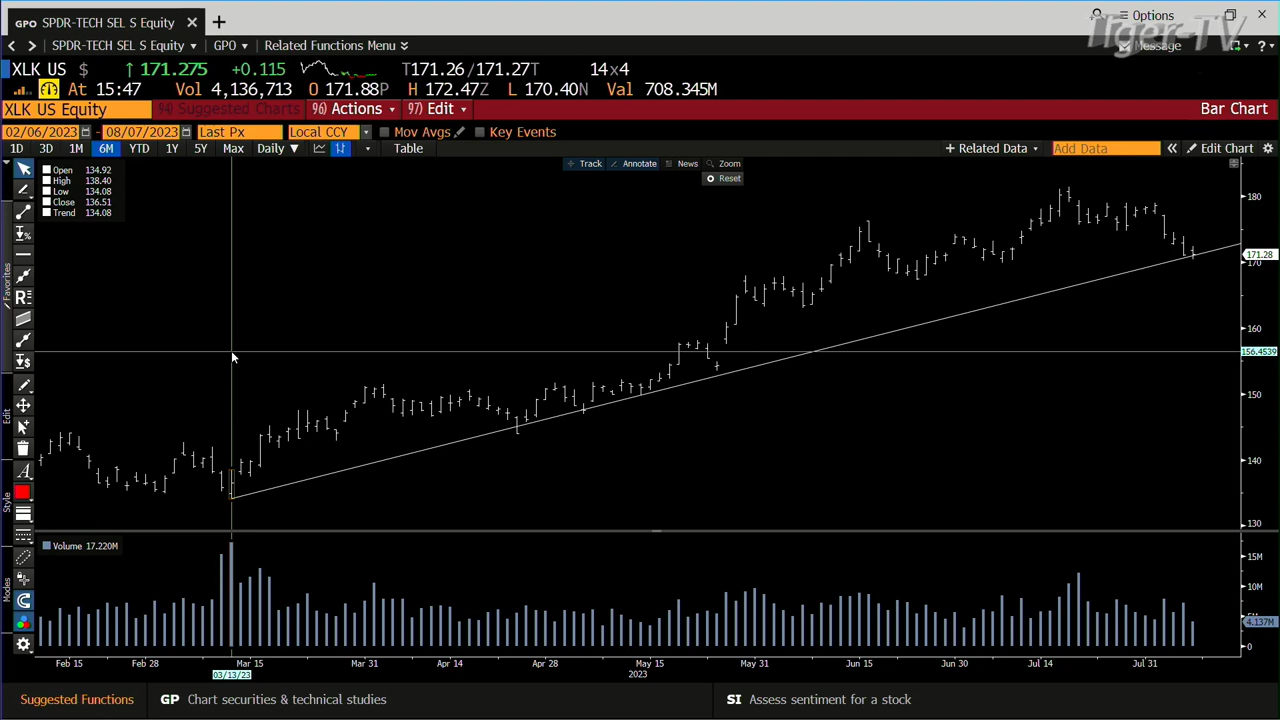 GPO SPDR-TECH SEL S Equity × +
Options
SPDR-TECH SEL S Equity GPO Related Functions Menu
Message
Tiger-TV
XLK US $ ↑ 171.275 +0.115 T171.26/171.27T 14x4
At 15:47 Vol 4,136,713 O 171.88P H 172.47Z L 170.40N Val 708.345M
XLK US Equity 94) Suggested Charts 96) Actions 97) Edit Bar Chart
02/06/2023 - 08/07/2023 Last Px Local CCY Mov Avgs Key Events
1D 3D 1M 6M YTD 1Y 5Y Max Daily ▼ Table + Related Data Add Data « Edit Chart
Track Annotate News Zoom
Reset
Open 134.92
High 138.40
Low 134.08
Close 136.51
Trend 134.08
Favorites
Edit
Style
Modes
180
171.28
170
160
156.4539
150
140
130
Volume 17.220M
15M
10M
5M
4.137M
0
Feb 15 Feb 28 Mar 15 Mar 31 Apr 14 Apr 28 May 15 May 31 Jun 15 Jun 30 Jul 14 Jul 31
03/13/23
2023
Suggested Functions GP Chart securities & technical studies SI Assess sentiment for a stock